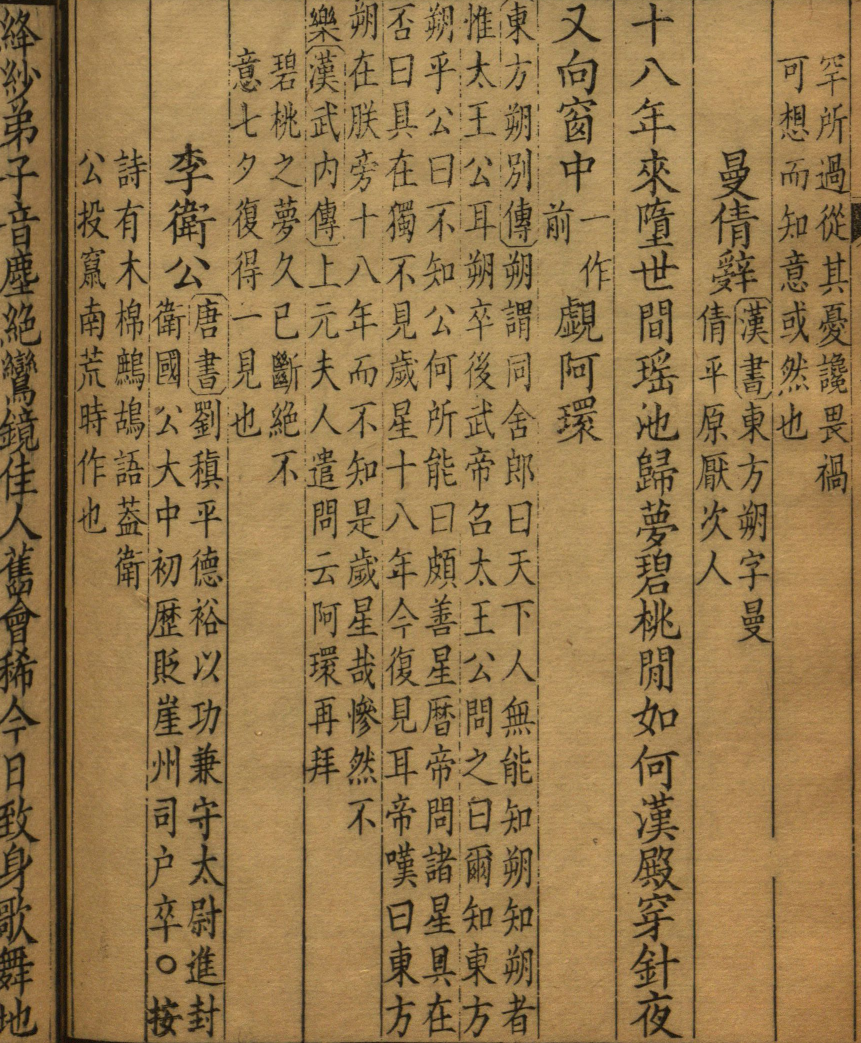 罕所過從其憂讒畏禍
可想而知意或然也
曼倩辭
漢書東方朔字曼
倩平原厭次人
十八年來墮世間瑶池歸夢碧桃閒如何漢殿穿針夜
又向窗中
一作
前
覷阿環
東方朔别傳朔謂同舍郎曰天下人無能知朔知朔者
惟太王公耳朔卒後武帝名太王公問之曰爾知東方
朔乎公曰不知公何所能曰頗善星暦帝問諸星具在
否曰具在獨不見歲星十八年今復見耳帝嘆曰東方
朔在朕旁十八年而不知是歲星哉慘然不
樂漢武内傳上元夫人遣問云阿環再拜
碧桃之夢久已斷絶不
意七夕復得一見也
李衛公
唐書劉稹平德裕以功兼守太尉進封
衛國公大中初歴貶崖州司户卒○按
詩有木棉鷓鴣語葢衛
公投竄南荒時作也
絳紗弟子音塵絶鸞鏡佳人舊會稀今日致身歌舞地